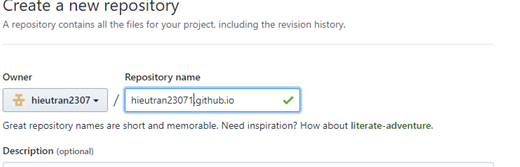 Create a new repository
A repository contains all the files for your project, including the revision history.
Owner Repository name
hieutran2307 / hieutran23071.github.io
Great repository names are short and memorable. Need inspiration? How about literate-adventure.
Description (optional)